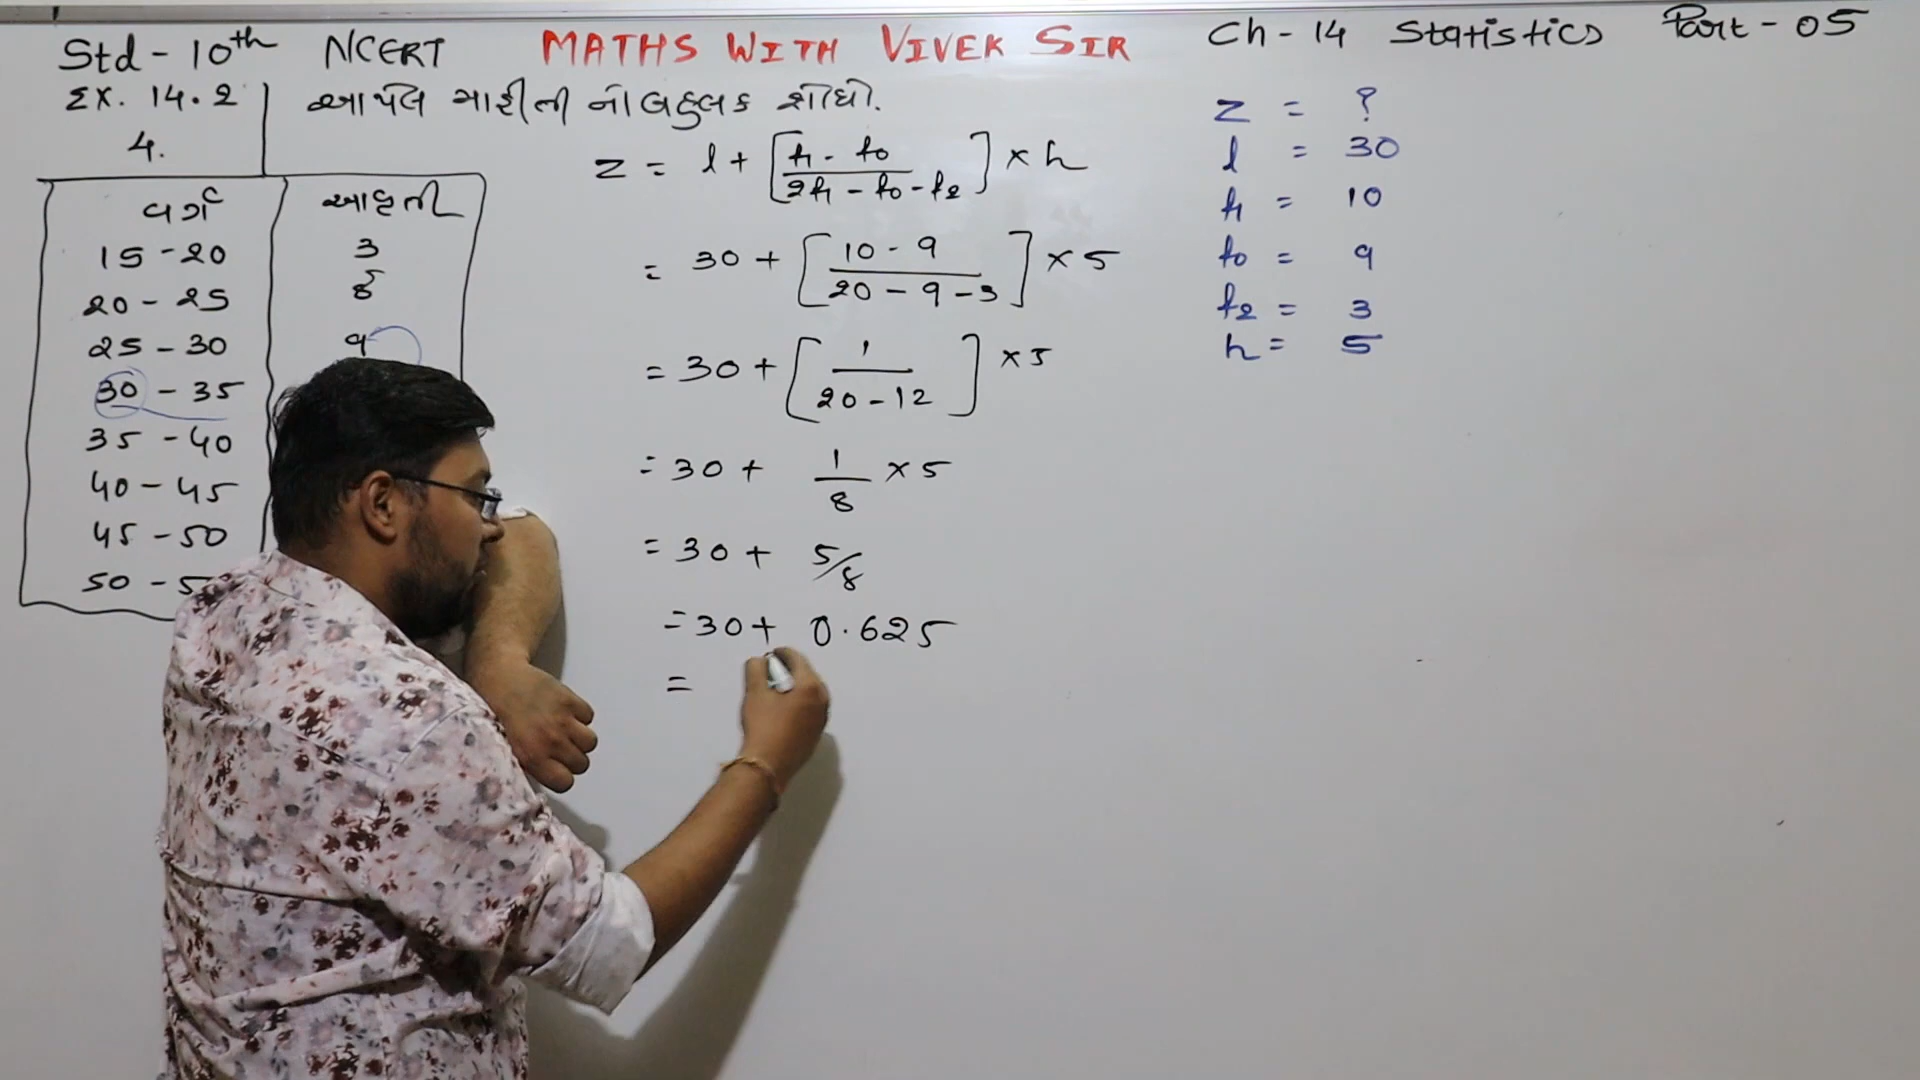 Std - 10th NCERT MATHS WITH VIVEK SIR Ch - 14 Statistics Part - 05
Ex. 14.2
4.
આપેલ માહીતી નો બહુલક શોધો.
વર્ગ આવૃતી
15 - 20 3
20 - 25 8
25 - 30 9
30 - 35
35 - 40
40 - 45
45 - 50
50 - 5
Z = l + [f1 - f0 / 2f1 - f0 - f2] × h
= 30 + [10 - 9 / 20 - 9 - 3] × 5
= 30 + [1 / 20 - 12] × 5
= 30 + 1/8 × 5
= 30 + 5/8
= 30 + 0.625
=
Z = ?
l = 30
f1 = 10
f0 = 9
f2 = 3
h = 5